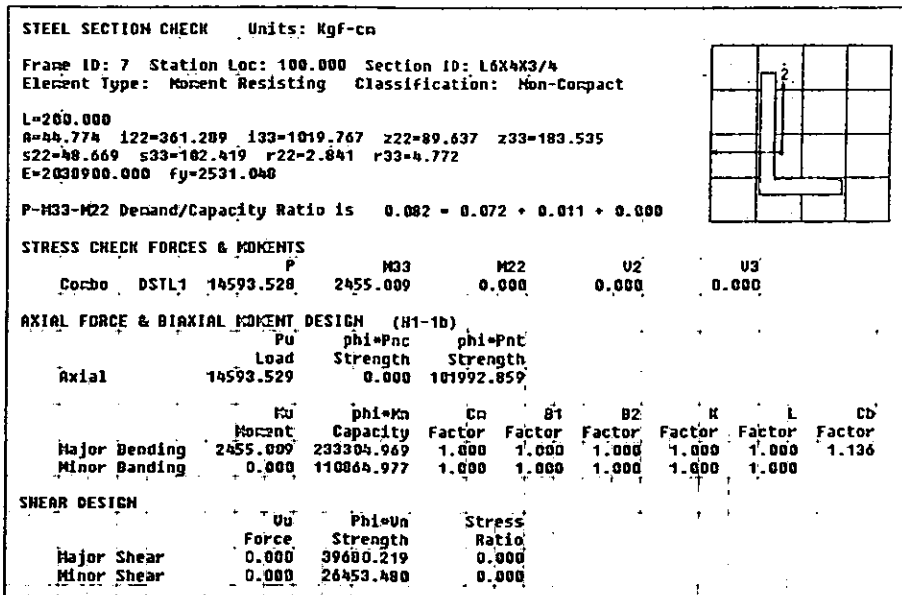 STEEL SECTION CHECK Units: Kgf-cm
Frame ID: 7 Station Loc: 100.000 Section ID: L6X4X3/4
Element Type: Moment Resisting Classification: Non-Compact
L=200.000
A=44.774 i22=361.289 i33=1019.767 z22=89.637 z33=183.535
s22=48.669 s33=102.419 r22=2.841 r33=4.772
E=2038900.000 fy=2531.048
P-M33-M22 Demand/Capacity Ratio is 0.082 = 0.072 + 0.011 + 0.000
STRESS CHECK FORCES & MOMENTS
P M33 M22 V2 V3
Combo DSTL1 14593.528 2455.009 0.000 0.000 0.000
AXIAL FORCE & BIAXIAL MOMENT DESIGN (H1-1b)
Pu phi*Pnc phi*Pnt
Load Strength Strength
Axial 14593.529 0.000 101992.859
Mu phi*Mn Cm B1 B2 K L Cb
Moment Capacity Factor Factor Factor Factor Factor Factor
Major Bending 2455.009 233304.969 1.000 1.000 1.000 1.000 1.000 1.136
Minor Banding 0.000 110864.977 1.000 1.000 1.000 1.000 1.000
SHEAR DESIGN
Vu Phi*Vn Stress
Force Strength Ratio
Major Shear 0.000 39680.219 0.000
Minor Shear 0.000 26453.480 0.000
2